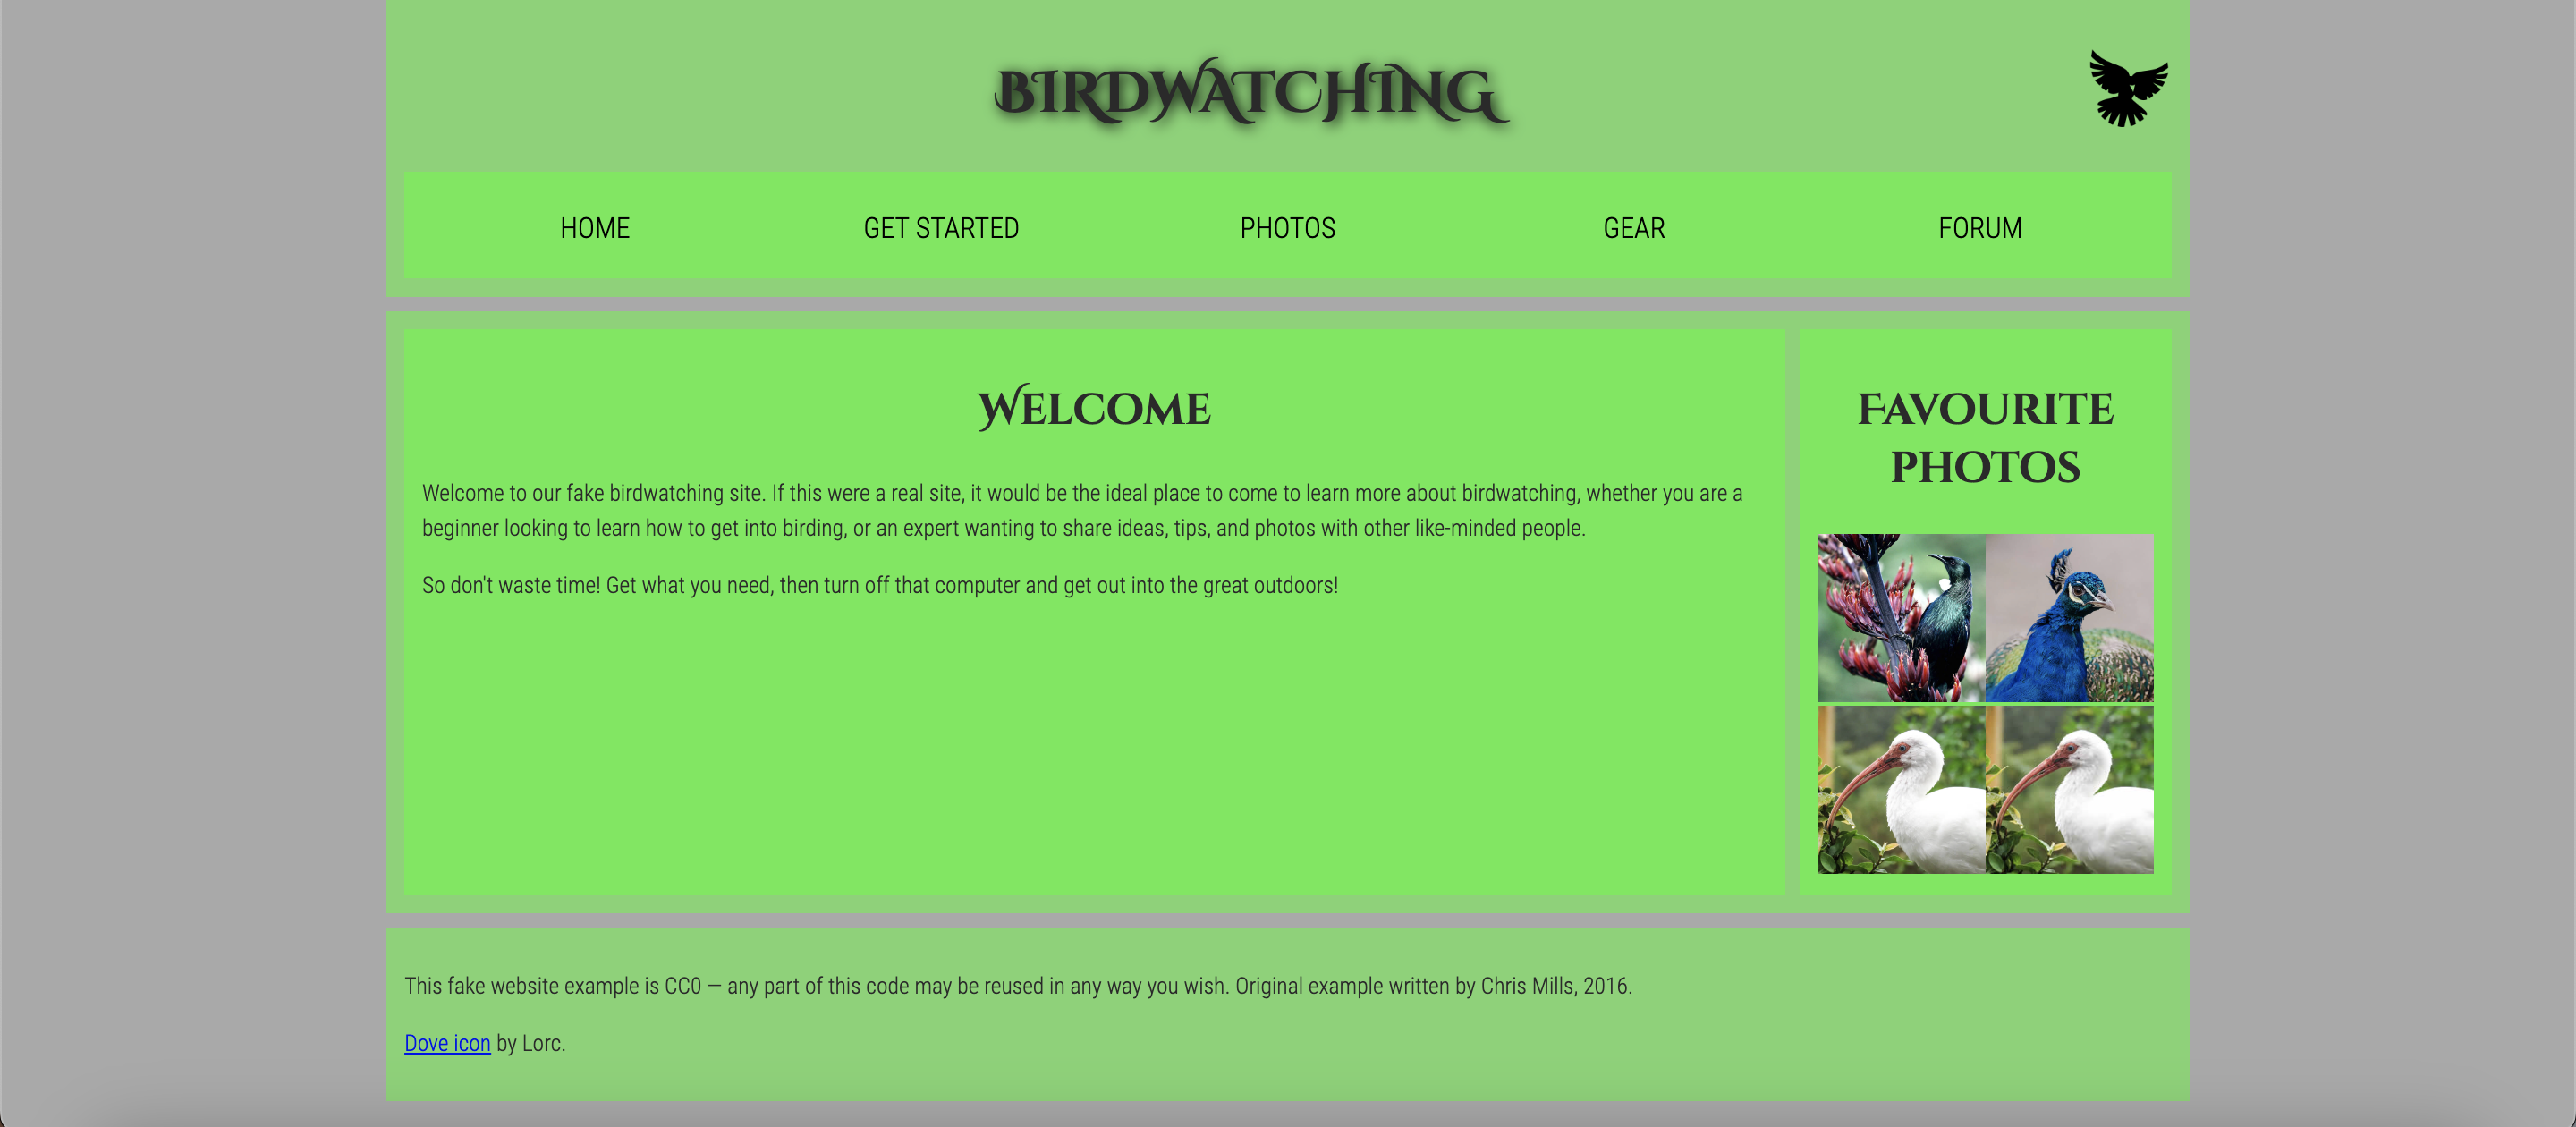 BIRDWATCHING
HOME
GET STARTED
PHOTOS
GEAR
FORUM
Welcome
Welcome to our fake birdwatching site. If this were a real site, it would be the ideal place to come to learn more about birdwatching, whether you are a
beginner looking to learn how to get into birding, or an expert wanting to share ideas, tips, and photos with other like-minded people.
So don't waste time! Get what you need, then turn off that computer and get out into the great outdoors!
Favourite
photos
This fake website example is CC0 — any part of this code may be reused in any way you wish. Original example written by Chris Mills, 2016.
Dove icon by Lorc.